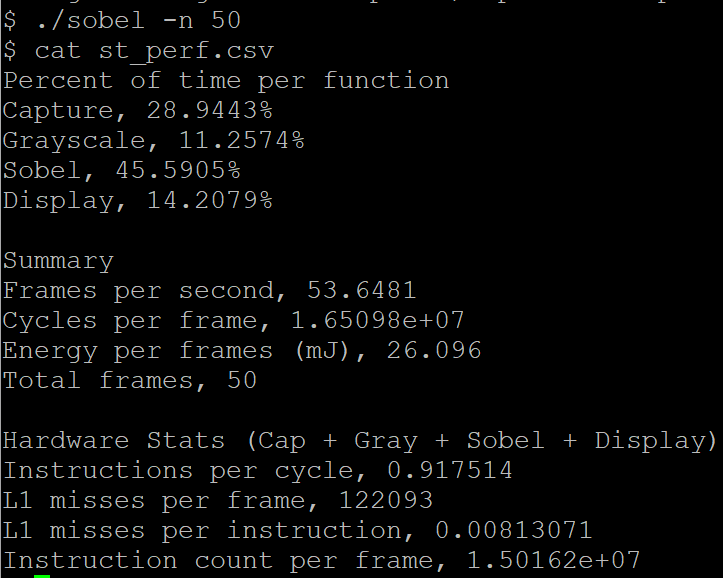 $ ./sobel -n 50
$ cat st_perf.csv
Percent of time per function
Capture, 28.9443%
Grayscale, 11.2574%
Sobel, 45.5905%
Display, 14.2079%
Summary
Frames per second, 53.6481
Cycles per frame, 1.65098e+07
Energy per frames (mJ), 26.096
Total frames, 50
Hardware Stats (Cap + Gray + Sobel + Display)
Instructions per cycle, 0.917514
L1 misses per frame, 122093
L1 misses per instruction, 0.00813071
Instruction count per frame, 1.50162e+07